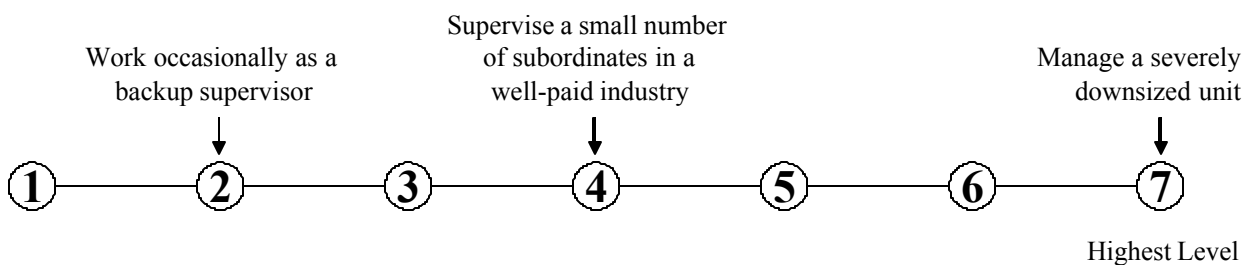 Work occasionally as a
backup supervisor
Supervise a small number
of subordinates in a
well-paid industry
Manage a severely
downsized unit
1 2 3 4 5 6 7
Highest Level